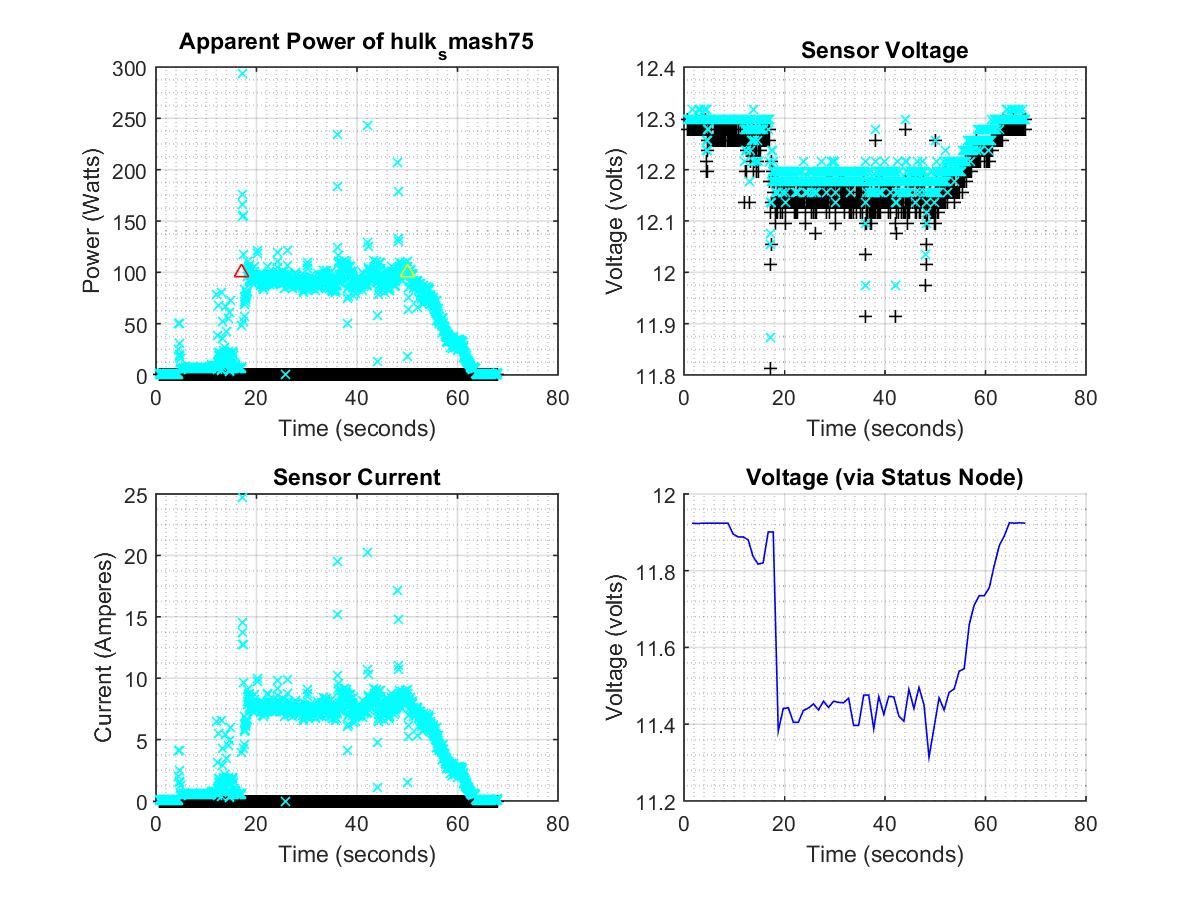 Apparent Power of hulksmash75
300
250
200
150
100
50
0
Power (Watts)
0 20 40 60 80
Time (seconds)
Sensor Voltage
12.4
12.3
12.2
12.1
12
11.9
11.8
Voltage (volts)
0 20 40 60 80
Time (seconds)
Sensor Current
25
20
15
10
5
0
Current (Amperes)
0 20 40 60 80
Time (seconds)
Voltage (via Status Node)
12
11.8
11.6
11.4
11.2
Voltage (volts)
0 20 40 60 80
Time (seconds)